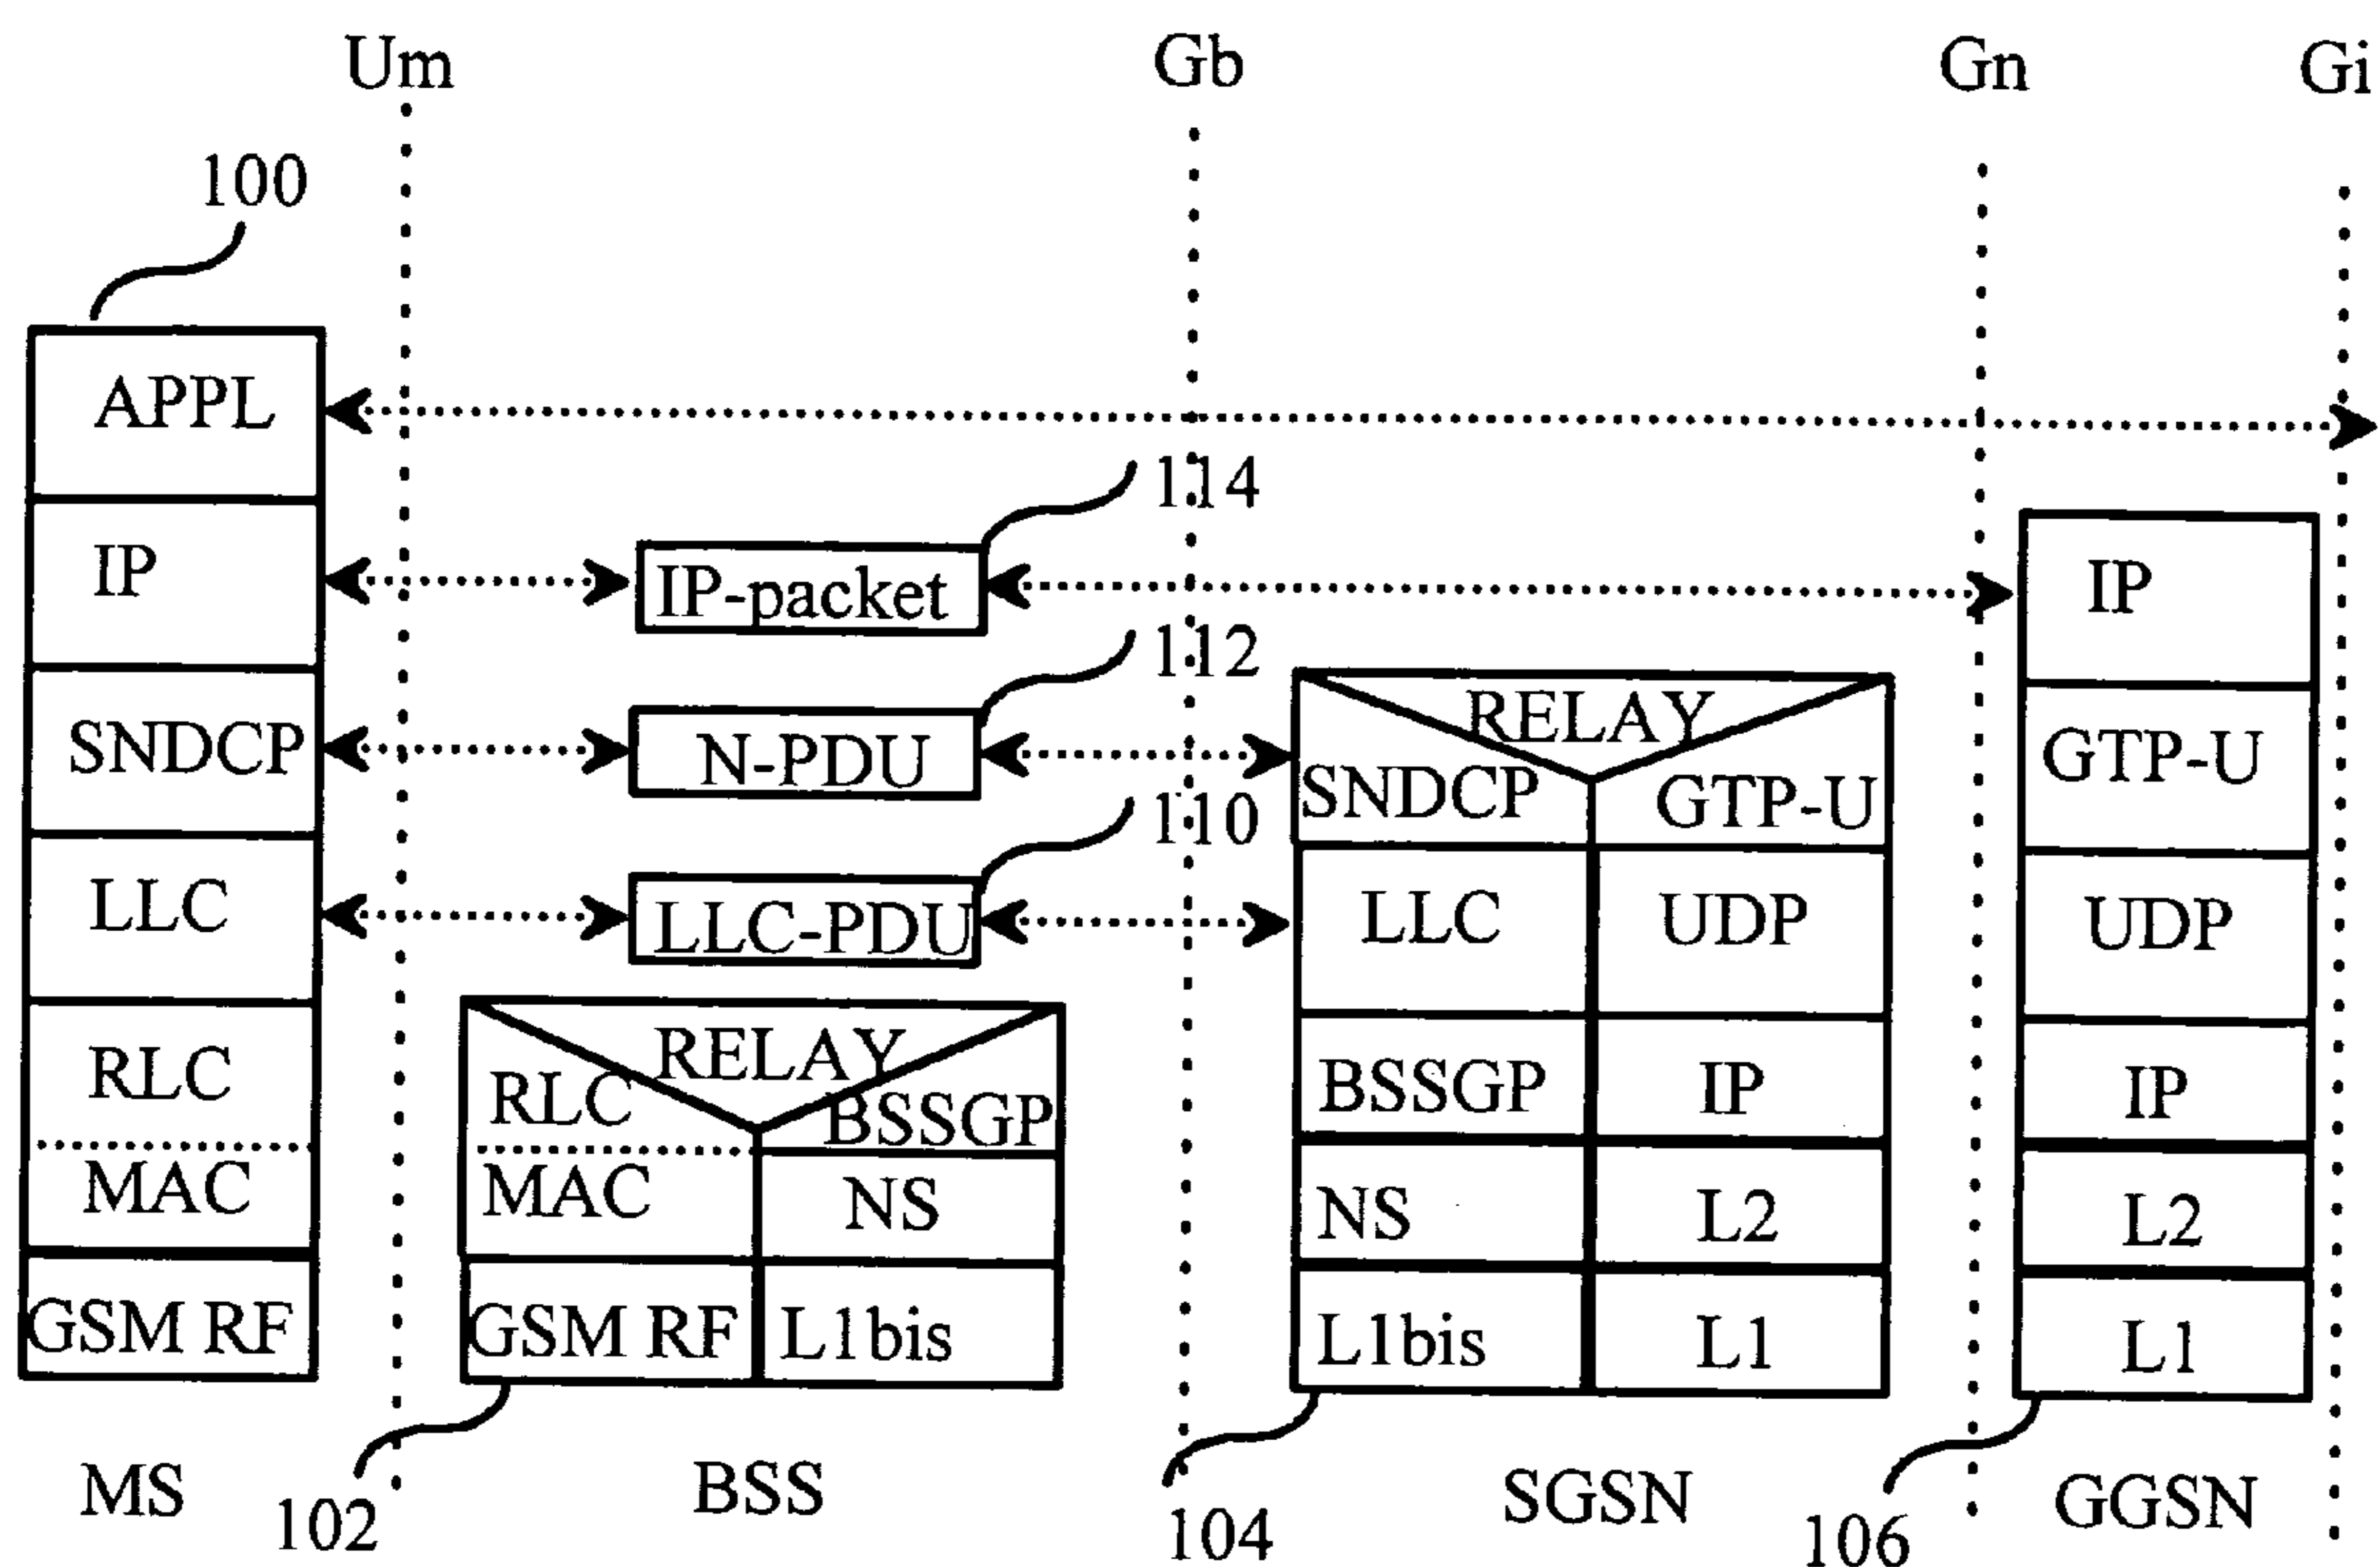 Um Gb Gn Gi
100
APPL
114
IP IP-packet IP
112
RELAY
SNDCP N-PDU SNDCP GTP-U GTP-U
110
LLC LLC-PDU LLC UDP UDP
RELAY
RLC RLC BSSGP BSSGP IP IP
MAC MAC NS NS L2 L2
GSM RF GSM RF L1bis L1bis L1 L1
MS BSS SGSN GGSN
102 104 106